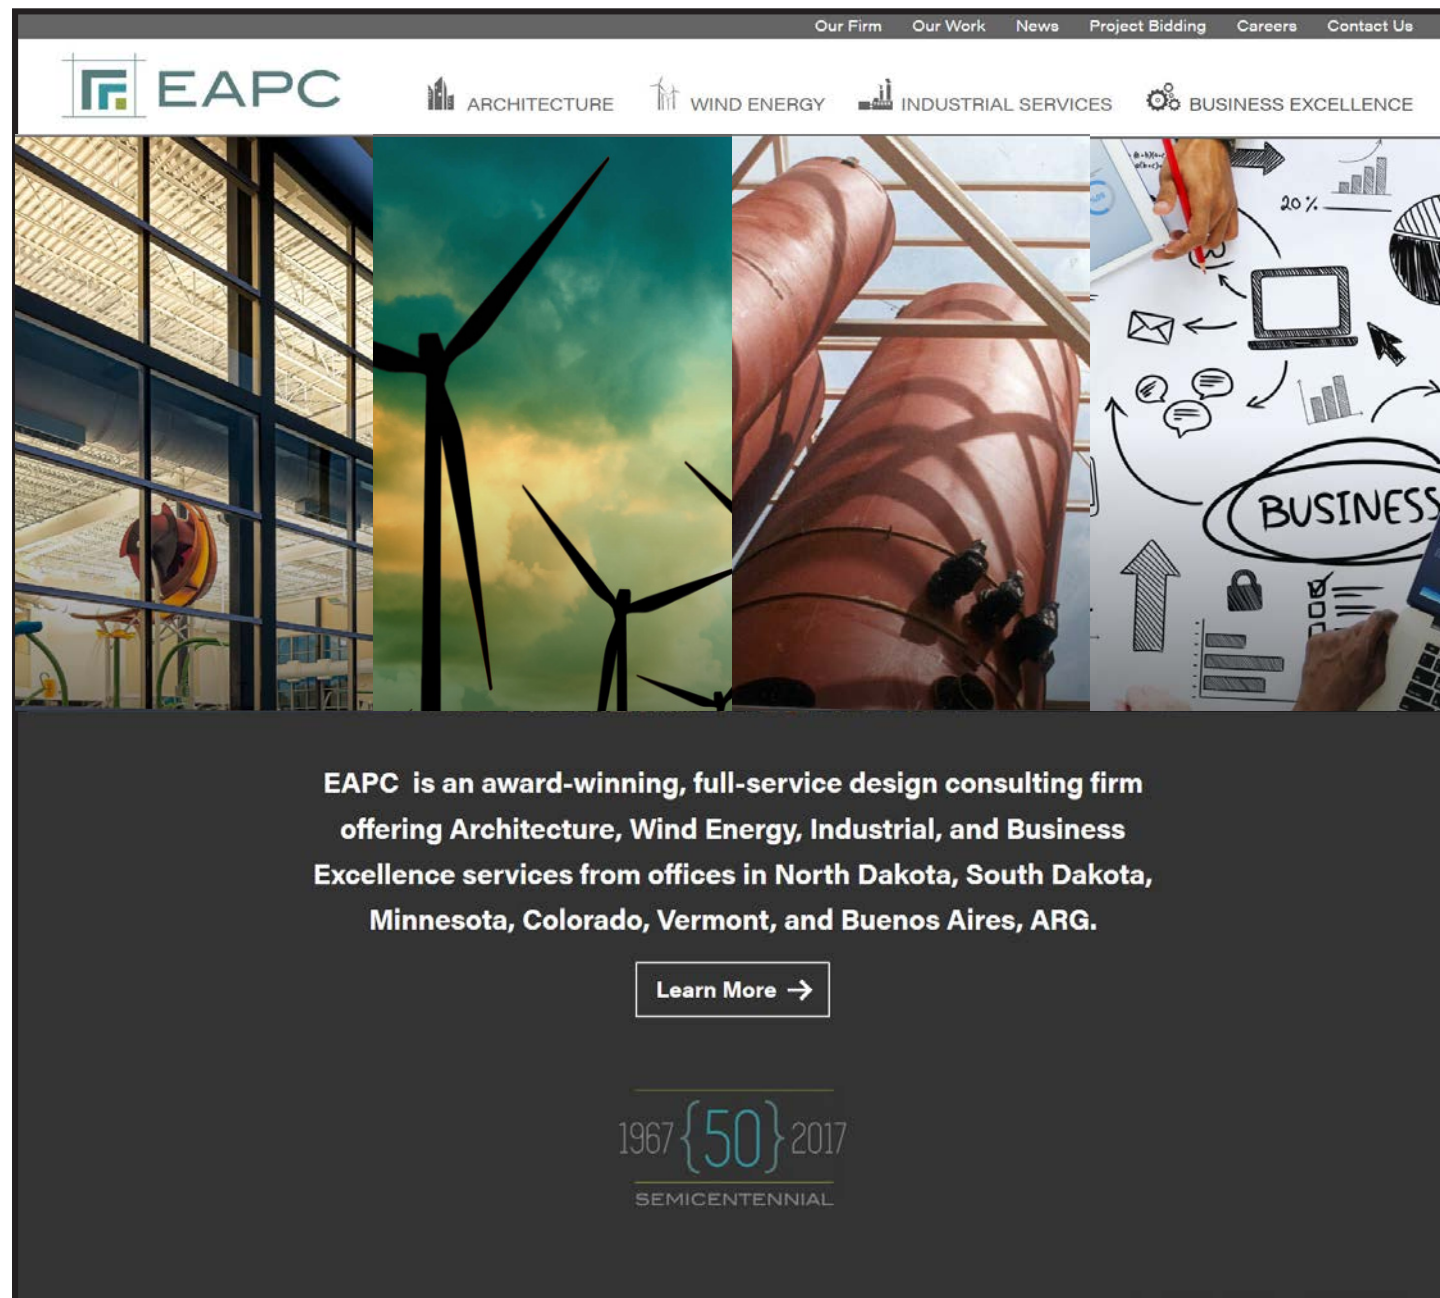 Our Firm Our Work News Project Bidding Careers Contact Us
EAPC
ARCHITECTURE WIND ENERGY INDUSTRIAL SERVICES BUSINESS EXCELLENCE
20 %
BUSINESS
EAPC is an award-winning, full-service design consulting firm
offering Architecture, Wind Energy, Industrial, and Business
Excellence services from offices in North Dakota, South Dakota,
Minnesota, Colorado, Vermont, and Buenos Aires, ARG.
Learn More →
1967 {50} 2017
SEMICENTENNIAL